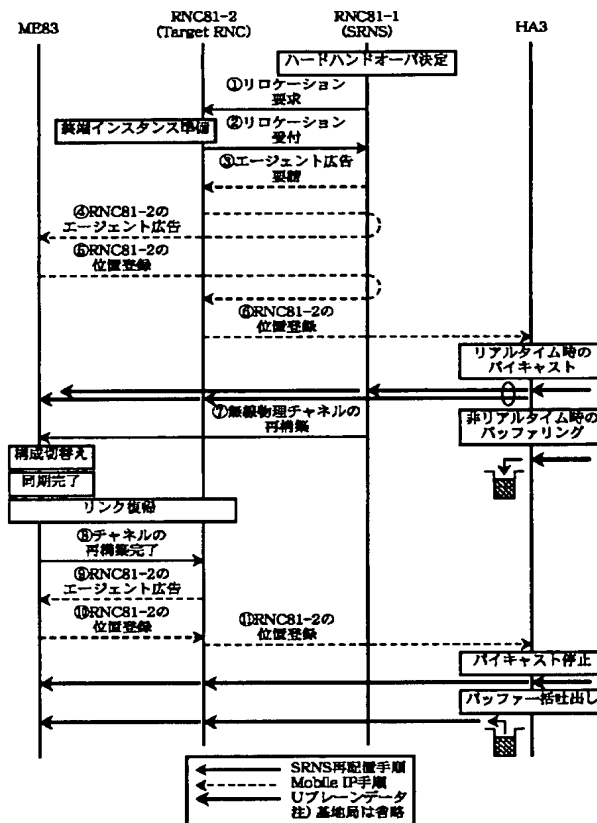 ME83
RNC81-2
(Target RNC)
RNC81-1
(SRNS)
HA3
ハードハンドオーバ決定
①リロケーション
要求
終端インスタンス準備
②リロケーション
受付
③エージェント広告
要請
④RNC81-2の
エージェント広告
⑤RNC81-2の
位置登録
⑥RNC81-2の
位置登録
リアルタイム時の
バイキャスト
⑦無線物理チャネルの
再構築
非リアルタイム時の
バッファリング
構成切替え
同期完了
リンク復帰
⑧チャネルの
再構築完了
⑨RNC81-2の
エージェント広告
⑩RNC81-2の
位置登録
⑪RNC81-2の
位置登録
バイキャスト停止
バッファ一括吐出し
SRNS再配置手順
Mobile IP手順
Uプレーンデータ
注) 基地局は省略